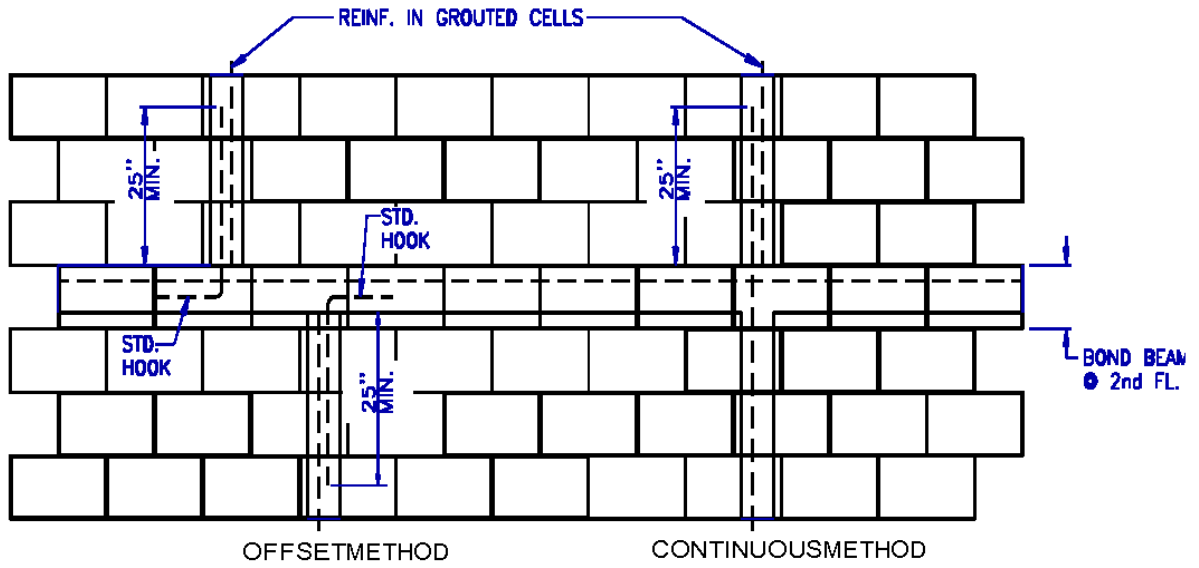 REINF. IN GROUTED CELLS
25"
MIN.
25"
MIN.
STD.
HOOK
STD.
HOOK
25"
MIN.
BOND BEAM
@ 2nd FL.
OFFSETMETHOD
CONTINUOUSMETHOD